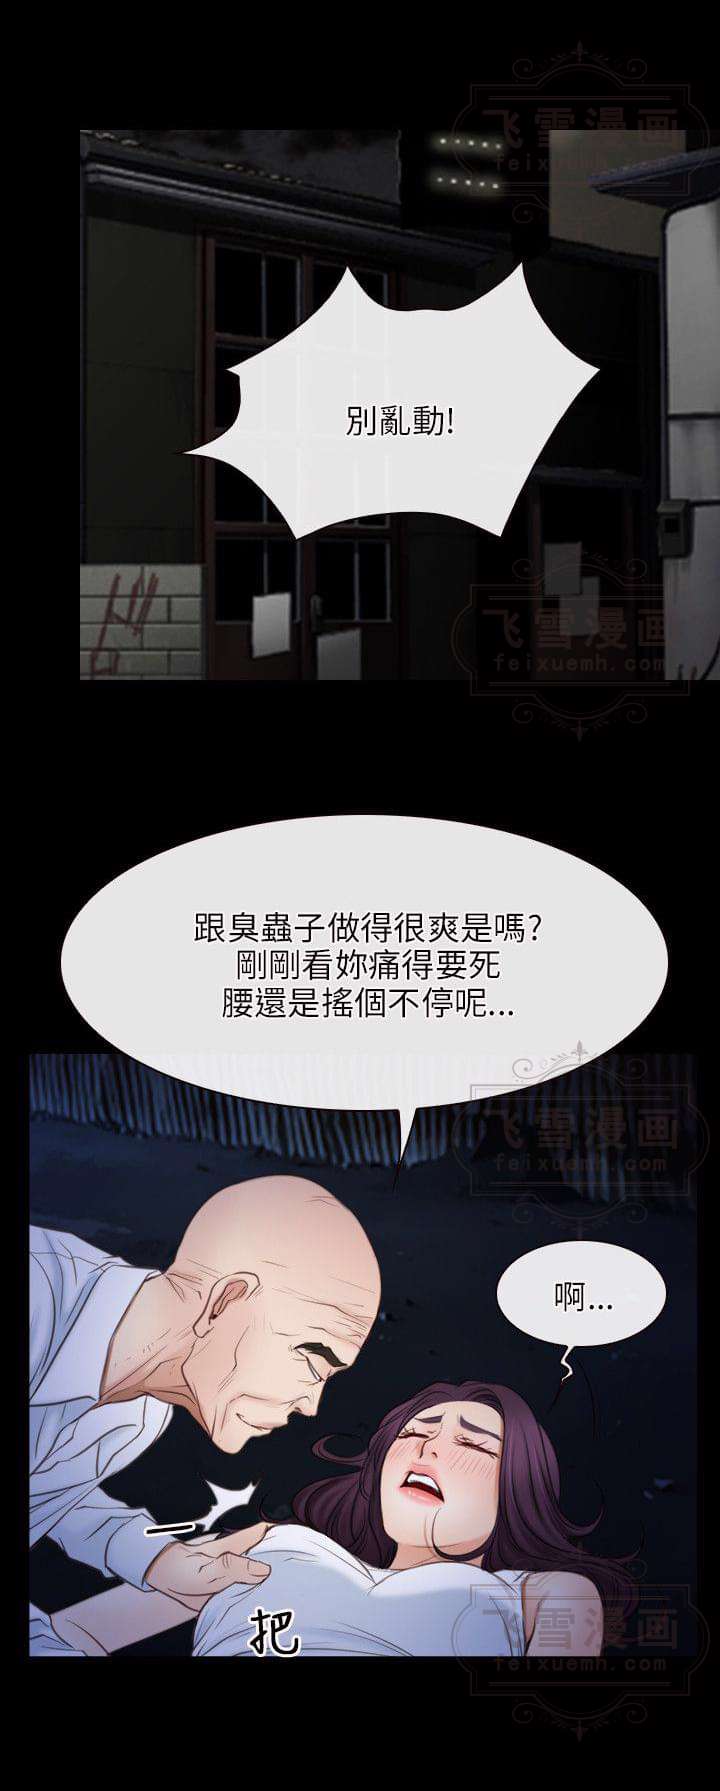 飞雪漫画
feixuemh.com
別亂動!
飞雪漫画
feixuemh.com
跟臭蟲子做得很爽是嗎?
剛剛看妳痛得要死
腰還是搖個不停呢...
飞雪漫画
feixuemh.com
啊...
把
飞雪漫画
feixuemh.com